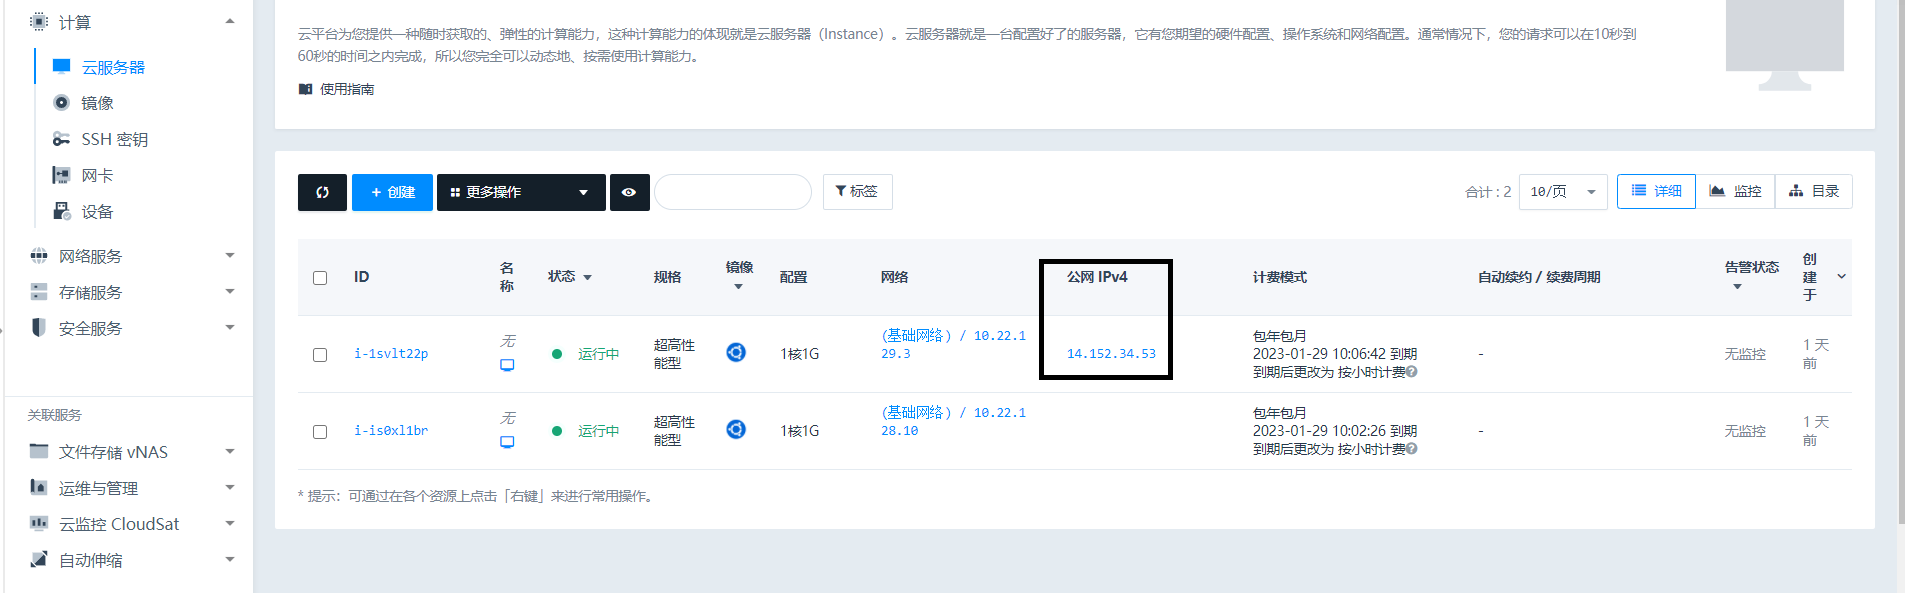 计算
云服务器
镜像
SSH 密钥
网卡
设备
网络服务
存储服务
安全服务
关联服务
文件存储 vNAS
运维与管理
云监控 CloudSat
自动伸缩
云平台为您提供一种随时获取的、弹性的计算能力，这种计算能力的体现就是云服务器（Instance）。云服务器就是一台配置好了的服务器，它有您期望的硬件配置、操作系统和网络配置。通常情况下，您的请求可以在10秒到
60秒的时间之内完成，所以您完全可以动态地、按需使用计算能力。
使用指南
+ 创建
更多操作
标签
合计 : 2
10/页
详细
监控
目录
ID
名
称
状态
规格
镜像
配置
网络
公网 IPv4
计费模式
自动续约 / 续费周期
告警状态
创
建
于
i-1svlt22p
无
运行中
超高性
能型
1核1G
(基础网络) / 10.22.1
29.3
14.152.34.53
包年包月
2023-01-29 10:06:42 到期
到期后更改为 按小时计费
-
无监控
1 天
前
i-is0xl1br
无
运行中
超高性
能型
1核1G
(基础网络) / 10.22.1
28.10
包年包月
2023-01-29 10:02:26 到期
到期后更改为 按小时计费
-
无监控
1 天
前
* 提示：可通过在各个资源上点击「右键」来进行常用操作。